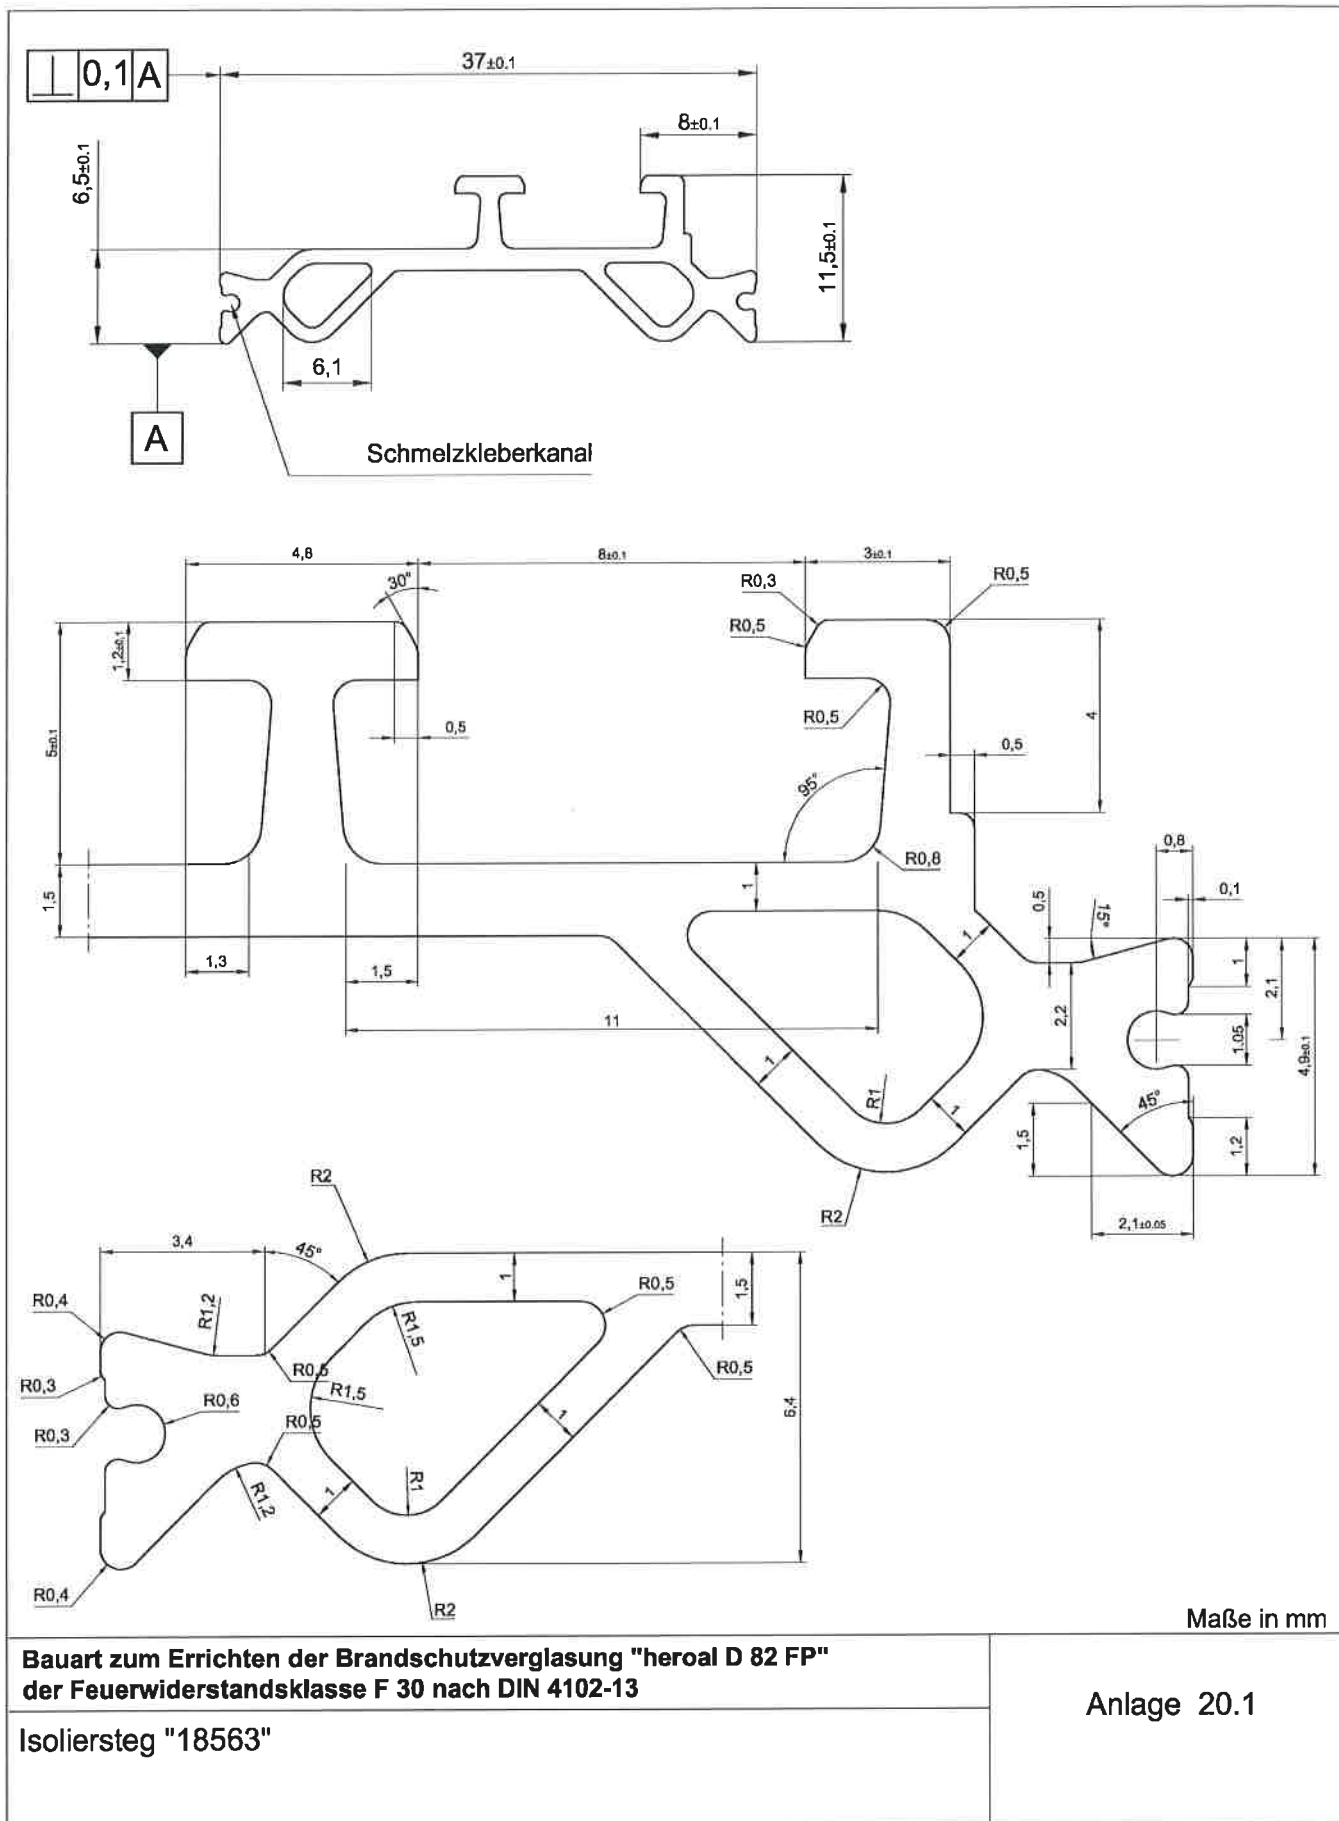 ⊥ 0,1 A
37±0.1
8±0.1
6,5±0.1
11,5±0.1
6,1
A
Schmelzkleberkanal
4,8
8±0.1
3±0.1
30°
R0,3
R0,5
R0,5
1,2±0,1
R0,5
0,5
4
0,5
5±0.1
95°
R0,8
0,8
0,1
1,5
1
0,5
15°
1
1
2,1
1,3
1,5
11
2,2
1.05
4,9±0.1
1
R1
1
45°
1,5
1,2
R2
2,1±0.05
R2
3,4
45°
1
1,5
R0,4
R1,2
R1,5
R0,5
R0,5
R0,5
R0,3
R1,5
R0,6
R0,3
R0,5
1
6,4
R1,2
1
R1
R0,4
R2
Maße in mm
Bauart zum Errichten der Brandschutzverglasung "heroal D 82 FP"
der Feuerwiderstandsklasse F 30 nach DIN 4102-13
Anlage 20.1
Isoliersteg "18563"